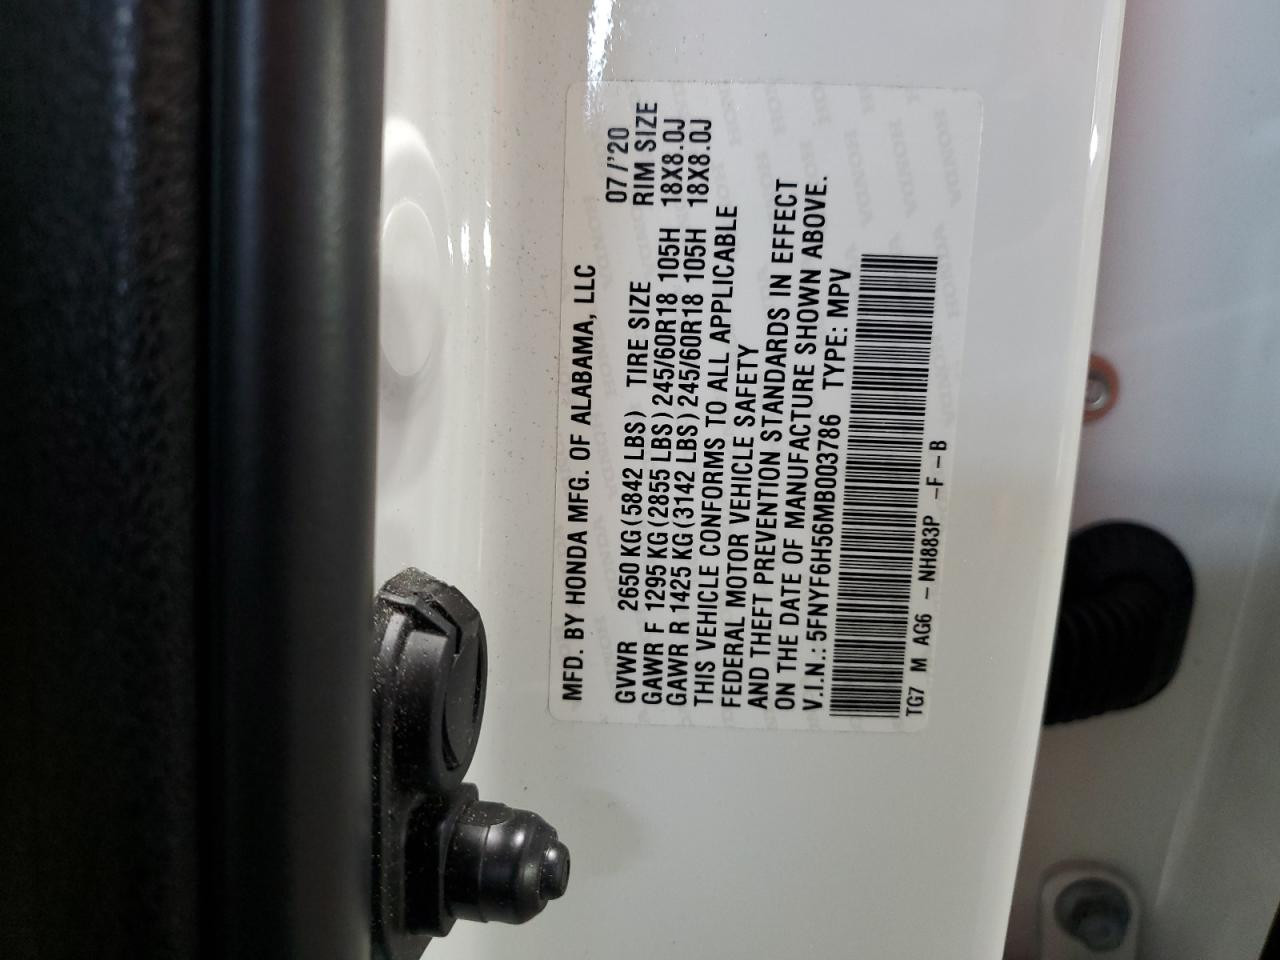 MFD. BY HONDA MFG. OF ALABAMA, LLC
07/'20
GVWR 2650 KG(5842 LBS) TIRE SIZE RIM SIZE
GAWR F 1295 KG(2855 LBS)245/60R18 105H 18X8.0J
GAWR R 1425 KG(3142 LBS)245/60R18 105H 18X8.0J
THIS VEHICLE CONFORMS TO ALL APPLICABLE
FEDERAL MOTOR VEHICLE SAFETY
AND THEFT PREVENTION STANDARDS IN EFFECT
ON THE DATE OF MANUFACTURE SHOWN ABOVE.
V.I.N.: 5FNYF6H56MB003786 TYPE: MPV
TG7 M AG6 -NH883P -F-B